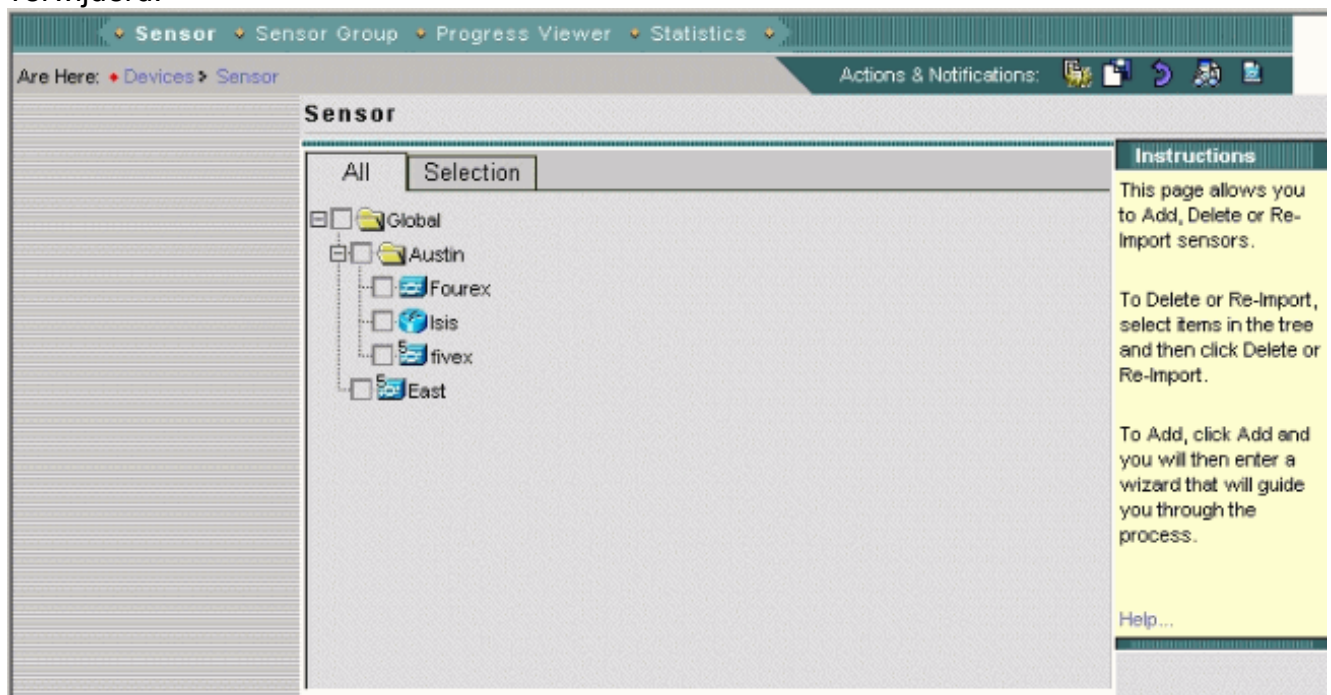 Sensor Sensor Group Progress Viewer Statistics
Are Here: Devices Sensor
Actions & Notifications:
Sensor
All Selection
Global
Austin
Fourex
Isis
5 fivex
5 East
Instructions
This page allows you
to Add, Delete or Re-
Import sensors.
To Delete or Re-Import,
select items in the tree
and then click Delete or
Re-Import.
To Add, click Add and
you will then enter a
wizard that will guide
you through the
process.
Help...